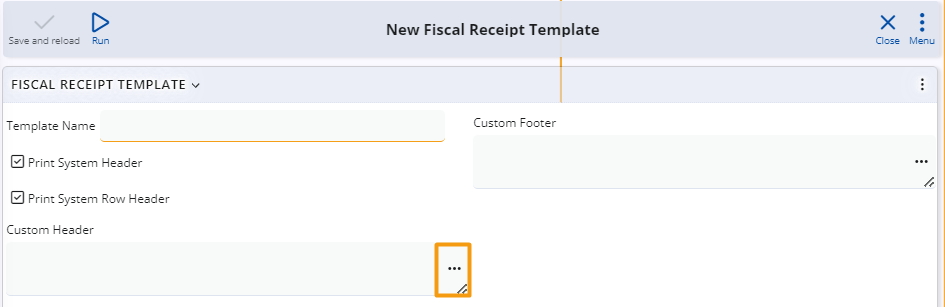 New Fiscal Receipt Template
Save and reload
Run
Close
Menu
FISCAL RECEIPT TEMPLATE
Template Name
Custom Footer
Print System Header
Print System Row Header
Custom Header